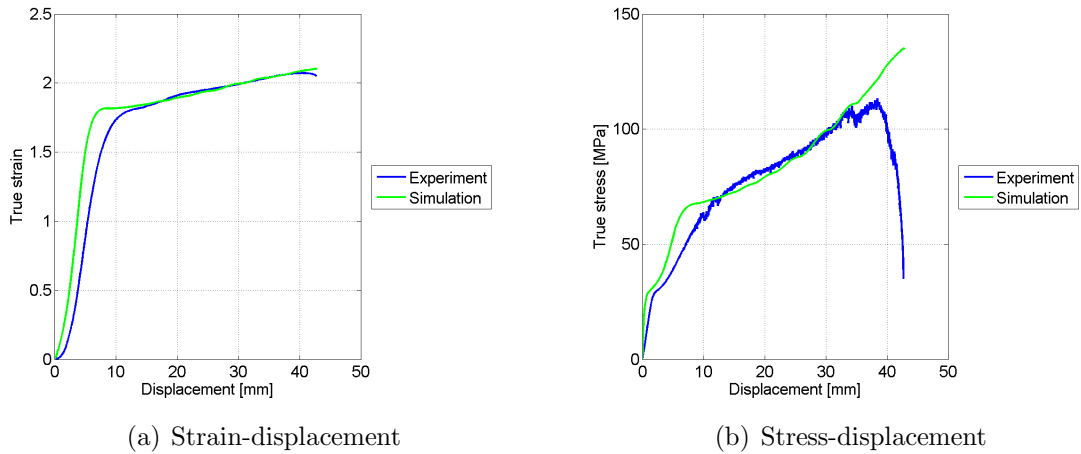 2.5
2
1.5
1
0.5
0
0
10
20
30
40
50
True strain
Displacement [mm]
Experiment
Simulation
(a) Strain-displacement
150
100
50
0
0
10
20
30
40
50
True stress [MPa]
Displacement [mm]
Experiment
Simulation
(b) Stress-displacement